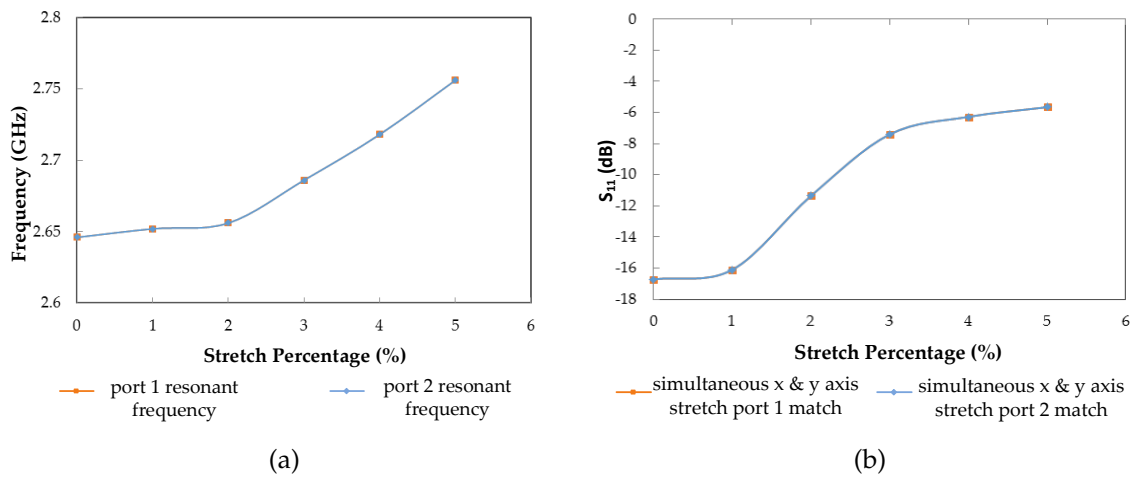 2.8
2.75
2.7
2.65
2.6
Frequency (GHz)
0 1 2 3 4 5 6
Stretch Percentage (%)
port 1 resonant
frequency
port 2 resonant
frequency
(a)
0
-2
-4
-6
-8
-10
-12
-14
-16
-18
S₁₁ (dB)
0 1 2 3 4 5 6
Stretch Percentage (%)
simultaneous x & y axis
stretch port 1 match
simultaneous x & y axis
stretch port 2 match
(b)